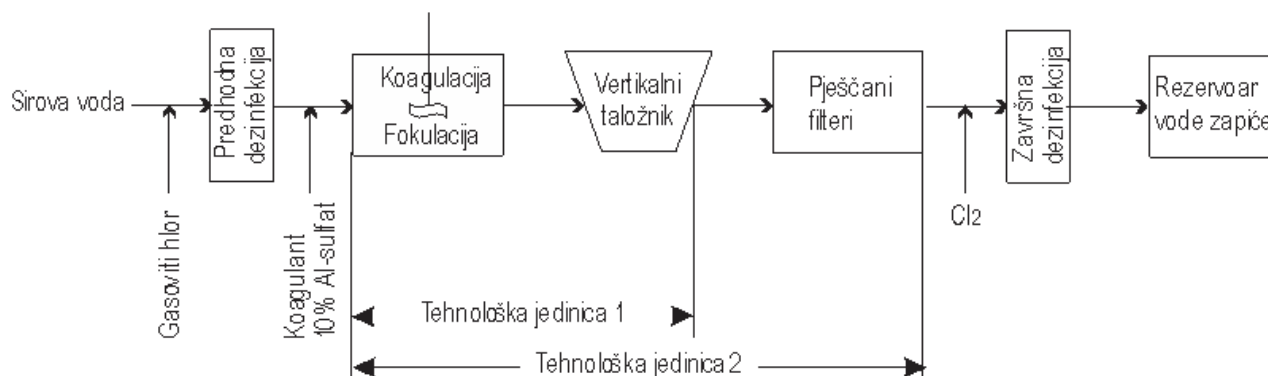 Sirova voda
Gasoviti hlor
Predhodna
dezinfekcija
Koagulant
10% Al-sulfat
Koagulacija
Fokulacija
Vertikalni
taložnik
Pješčani
filteri
Cl2
Završna
dezinfekcija
Rezervoar
vode zapiće
Tehnološka jedinica 1
Tehnološka jedinica 2